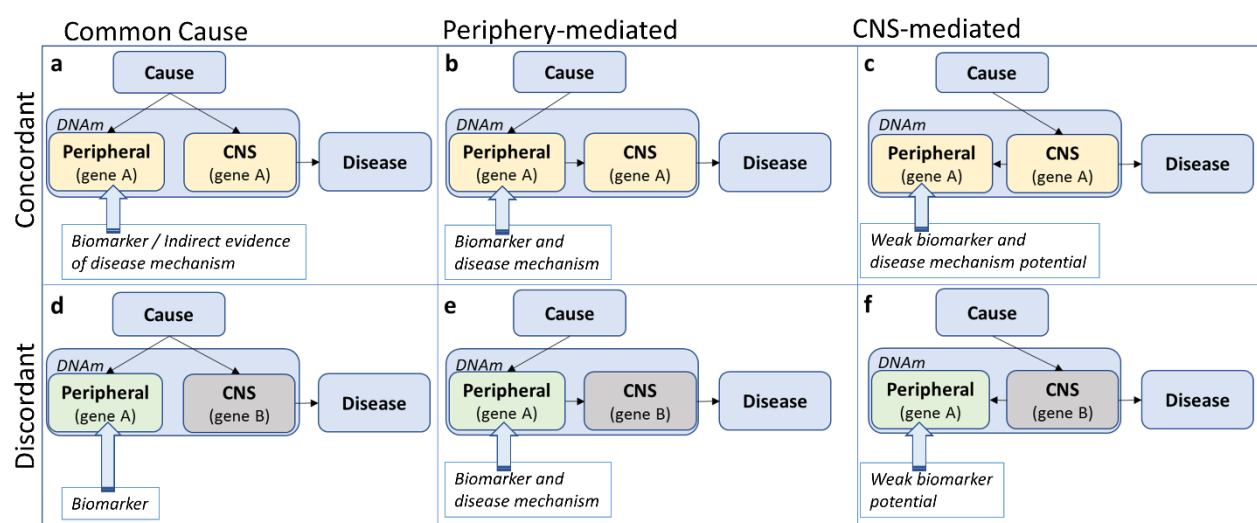 Common Cause
Periphery-mediated
CNS-mediated
Concordant
a
Cause
DNAm
Peripheral
(gene A)
CNS
(gene A)
Disease
Biomarker / Indirect evidence
of disease mechanism
b
Cause
DNAm
Peripheral
(gene A)
CNS
(gene A)
Disease
Biomarker and
disease mechanism
c
Cause
DNAm
Peripheral
(gene A)
CNS
(gene A)
Disease
Weak biomarker and
disease mechanism potential
Discordant
d
Cause
DNAm
Peripheral
(gene A)
CNS
(gene B)
Disease
Biomarker
e
Cause
DNAm
Peripheral
(gene A)
CNS
(gene B)
Disease
Biomarker and
disease mechanism
f
Cause
DNAm
Peripheral
(gene A)
CNS
(gene B)
Disease
Weak biomarker
potential